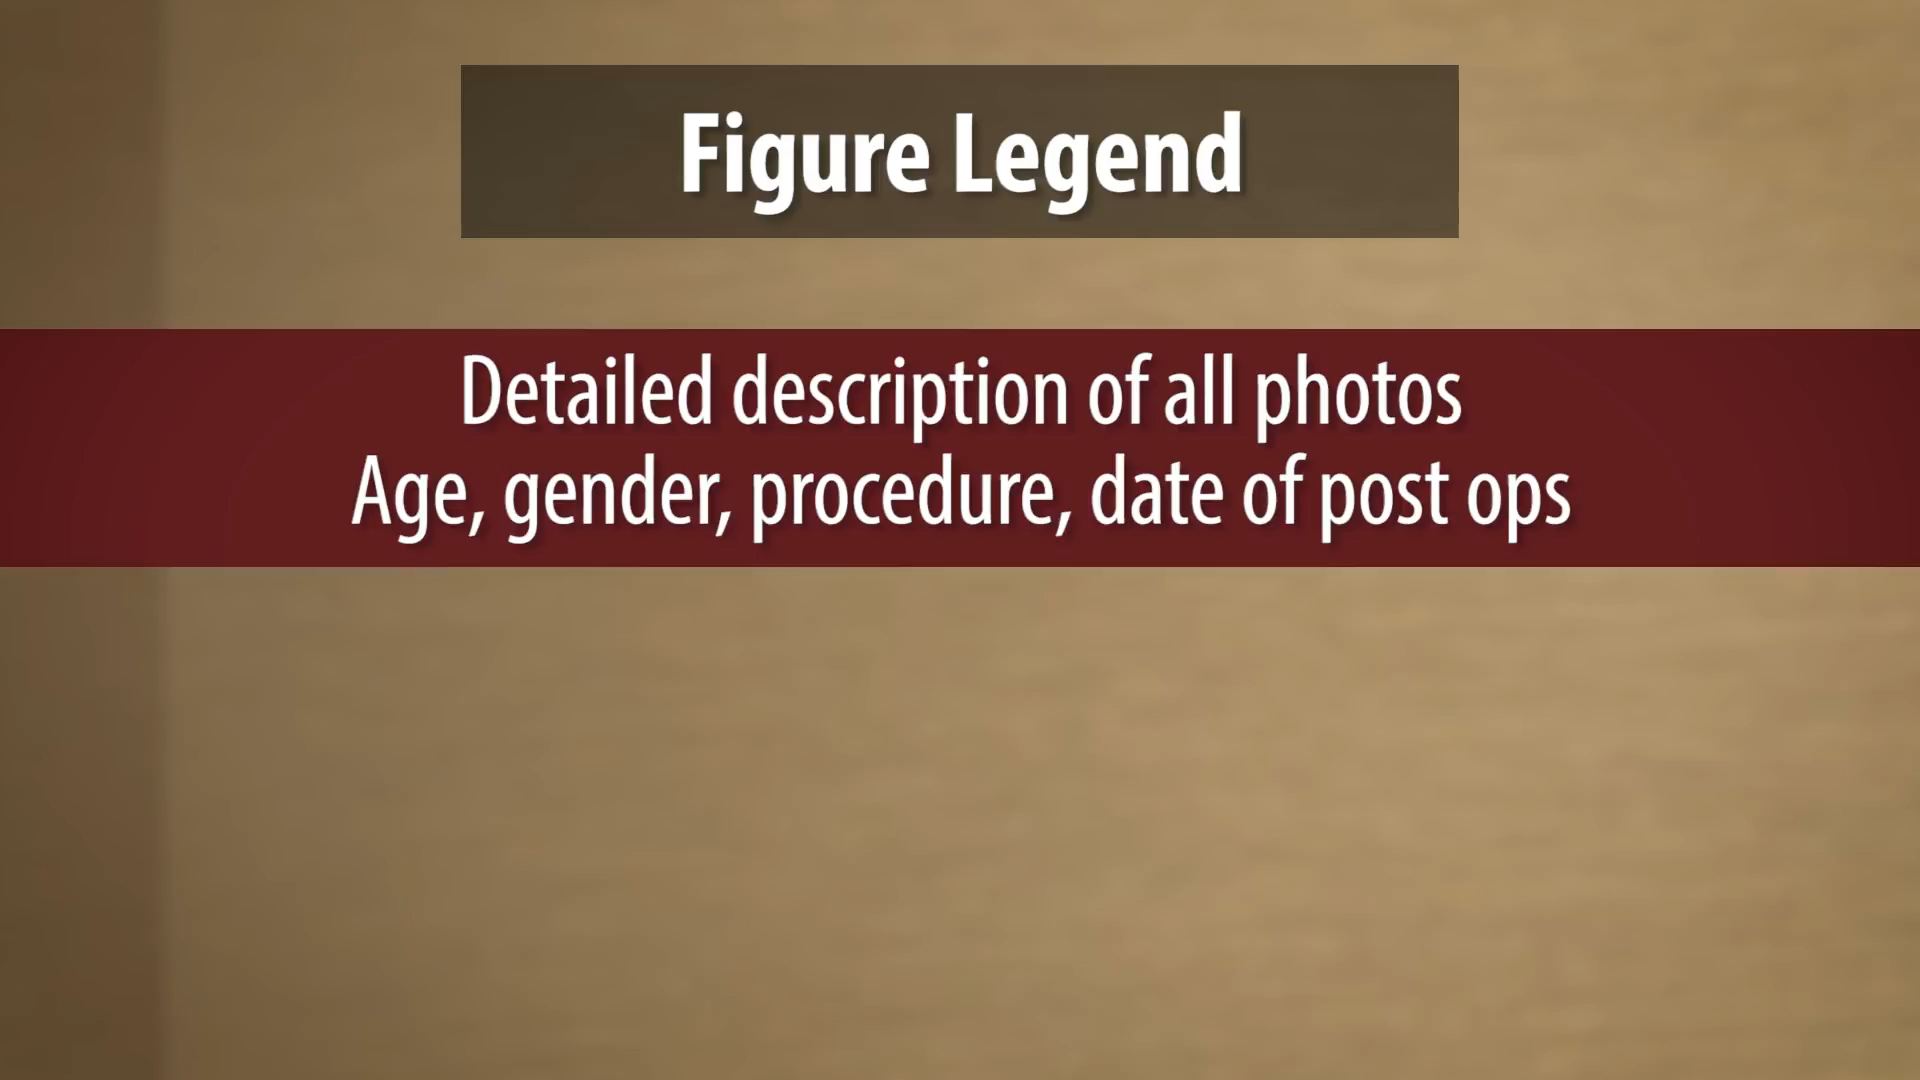 Figure Legend
Detailed description of all photos
Age, gender, procedure, date of post ops